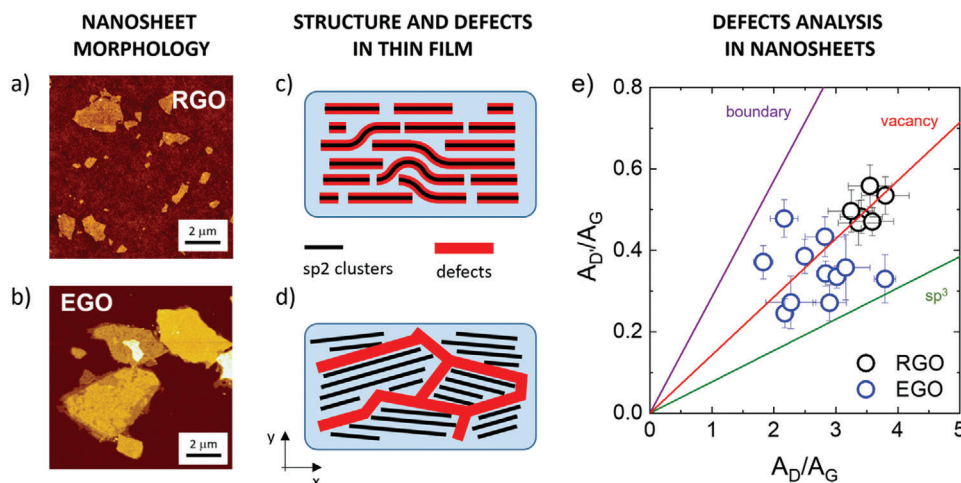 NANOSHEET
MORPHOLOGY
STRUCTURE AND DEFECTS
IN THIN FILM
DEFECTS ANALYSIS
IN NANOSHEETS
a)
RGO
2 µm
b)
EGO
2 µm
c)
sp2 clusters
defects
d)
y
x
e)
0.8
0.6
0.4
0.2
0.0
A_D'/A_G
boundary
vacancy
sp³
RGO
EGO
0 1 2 3 4 5
A_D/A_G